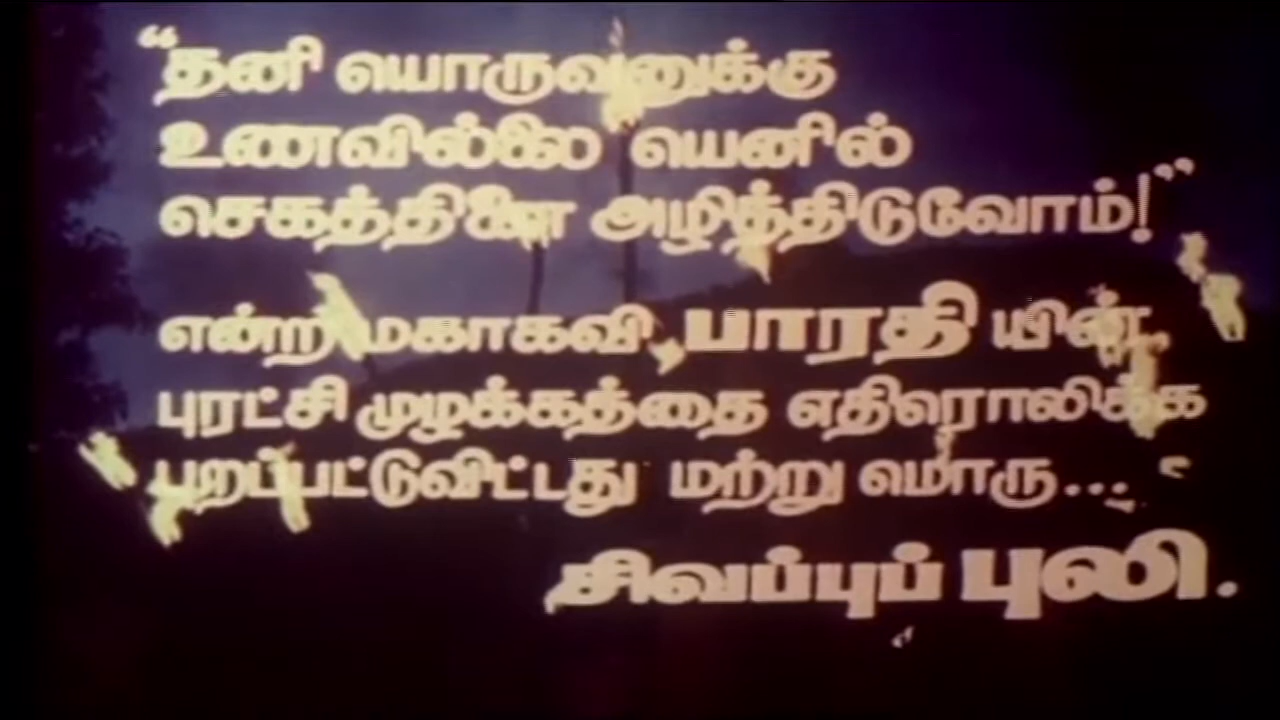 “தனி யொருவனுக்கு
உணவில்லை யெனில்
செகத்தினை அழித்திடுவோம்!”
என்ற மகாகவி பாரதி யின்
புரட்சி முழக்கத்தை எதிரொலிக்க
புறப்பட்டுவிட்டது மற்று மொரு...
சிவப்புப் புலி.